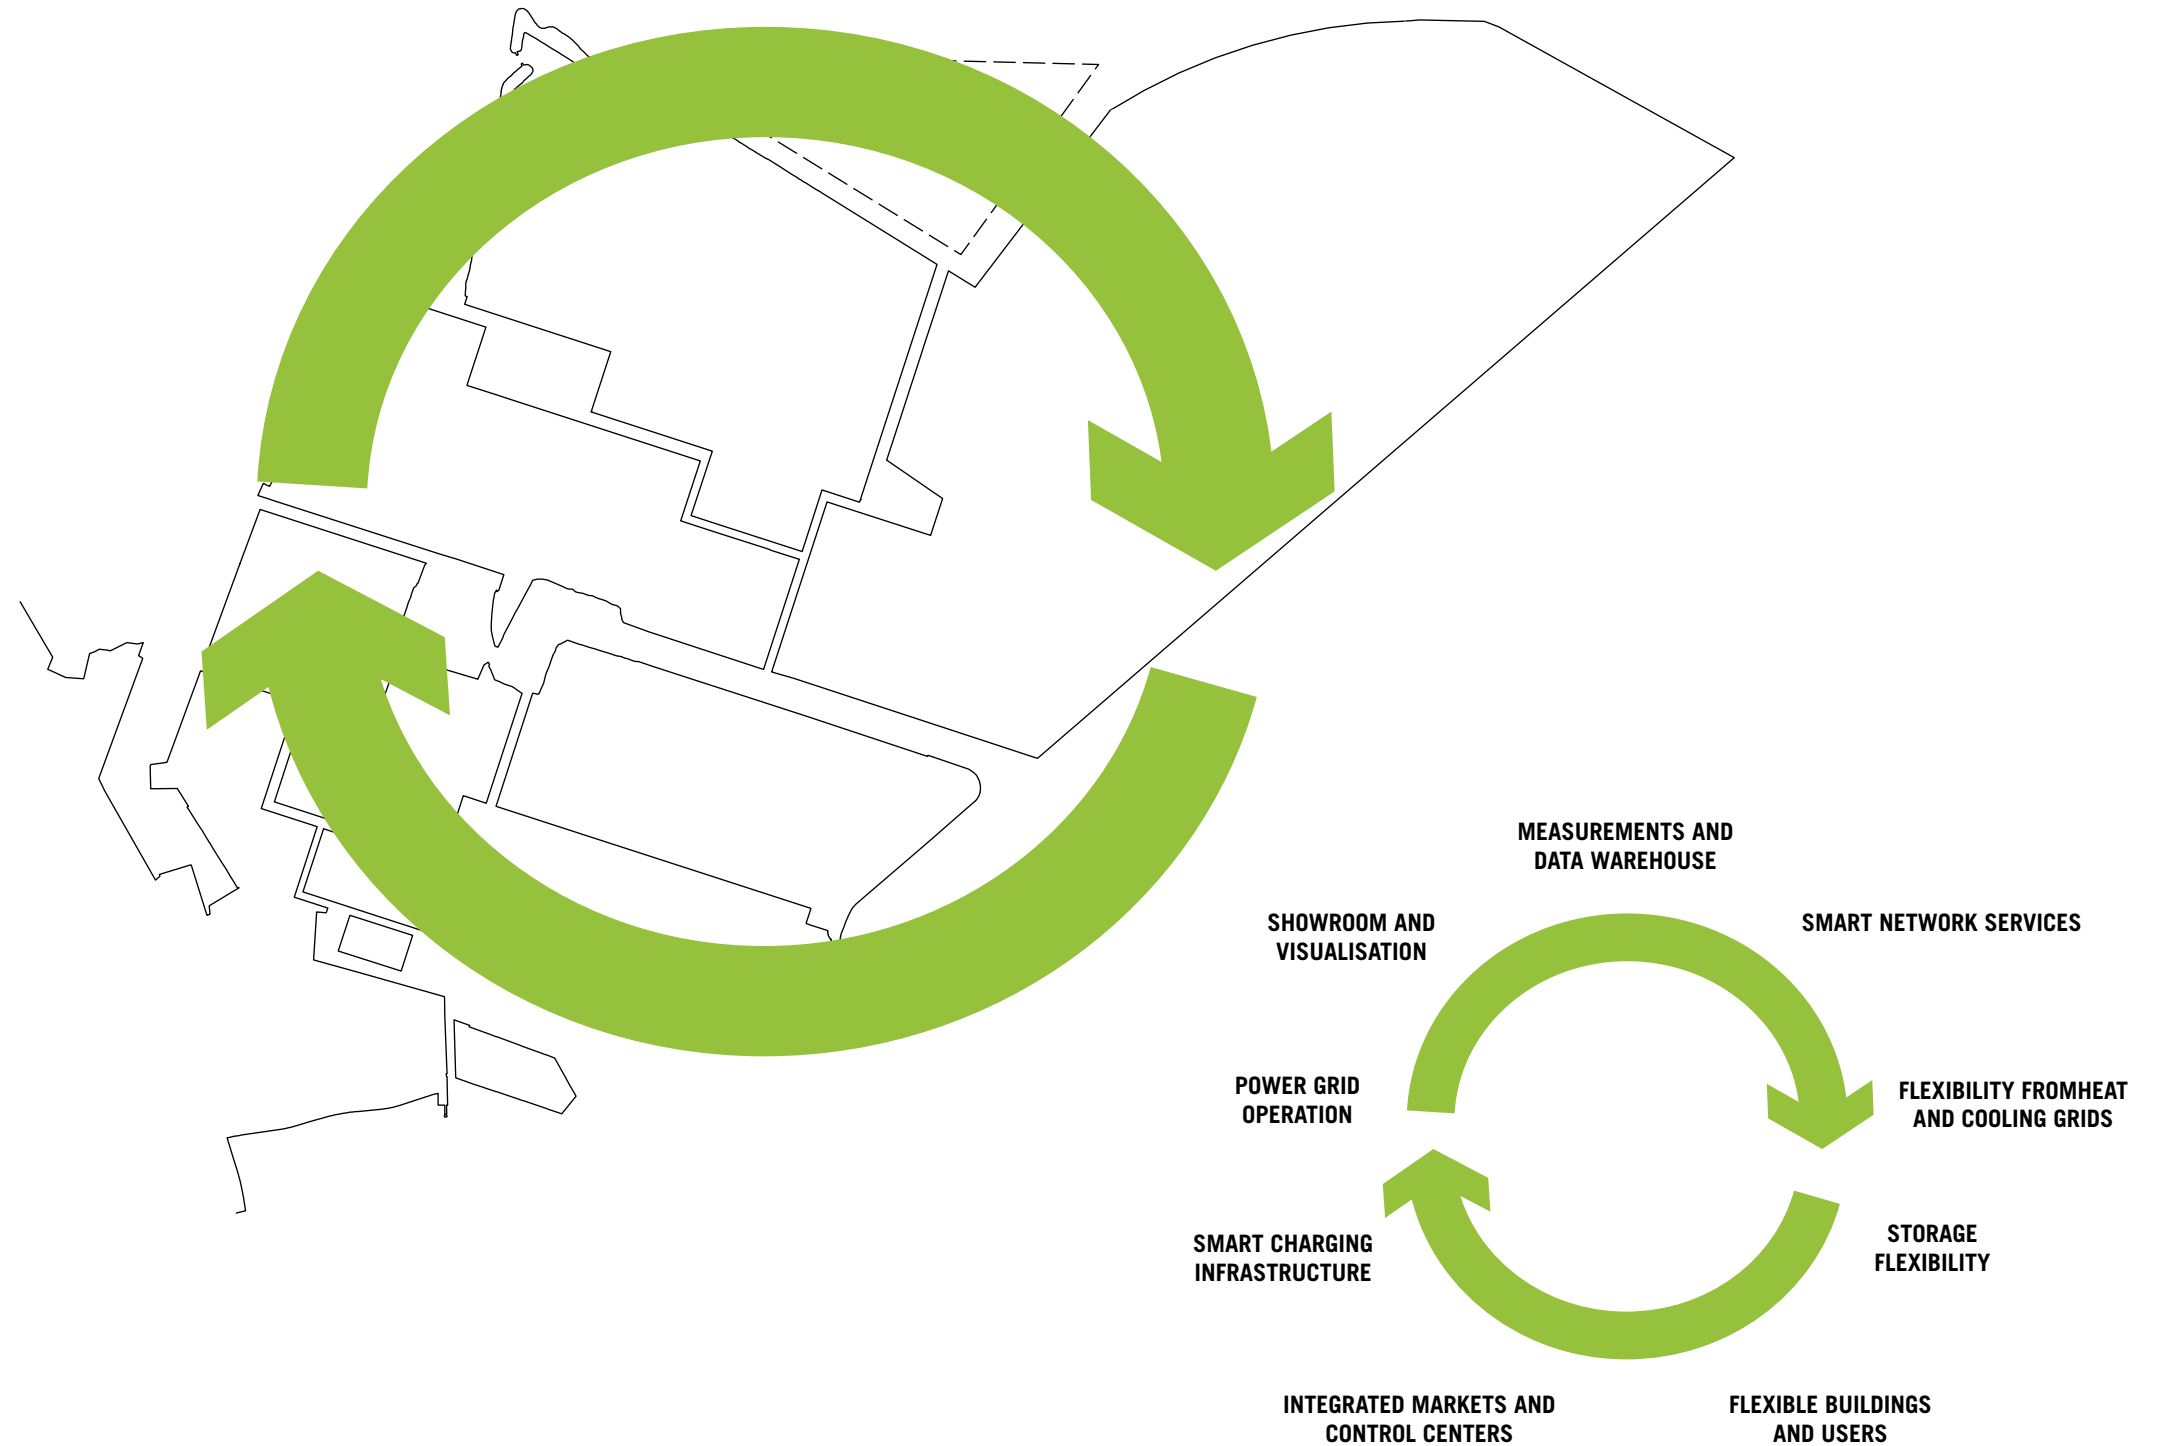 MEASUREMENTS AND
DATA WAREHOUSE
SHOWROOM AND
VISUALISATION
SMART NETWORK SERVICES
POWER GRID
OPERATION
FLEXIBILITY FROMHEAT
AND COOLING GRIDS
SMART CHARGING
INFRASTRUCTURE
STORAGE
FLEXIBILITY
INTEGRATED MARKETS AND
CONTROL CENTERS
FLEXIBLE BUILDINGS
AND USERS